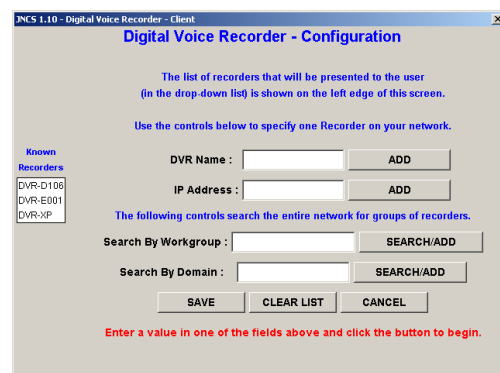 JNCS 1.10 - Digital Voice Recorder - Client
Digital Voice Recorder - Configuration
The list of recorders that will be presented to the user
(in the drop-down list) is shown on the left edge of this screen.
Use the controls below to specify one Recorder on your network.
Known
Recorders
DVR-D106
DVR-E001
DVR-XP
DVR Name : ADD
IP Address : ADD
The following controls search the entire network for groups of recorders.
Search By Workgroup : SEARCH/ADD
Search By Domain : SEARCH/ADD
SAVE CLEAR LIST CANCEL
Enter a value in one of the fields above and click the button to begin.